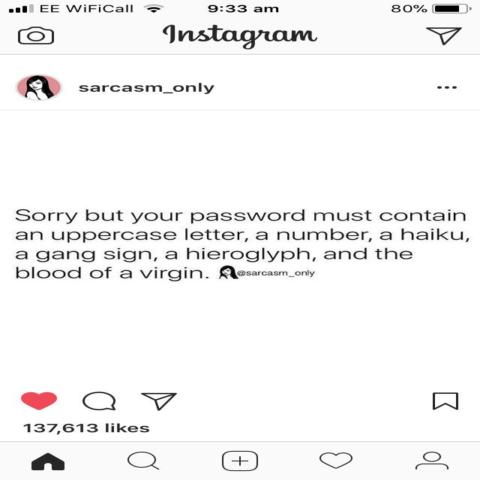 EE WiFiCall 9:33 am 80%
Instagram
sarcasm_only
Sorry but your password must contain
an uppercase letter, a number, a haiku,
a gang sign, a hieroglyph, and the
blood of a virgin. @sarcasm_only
137,613 likes